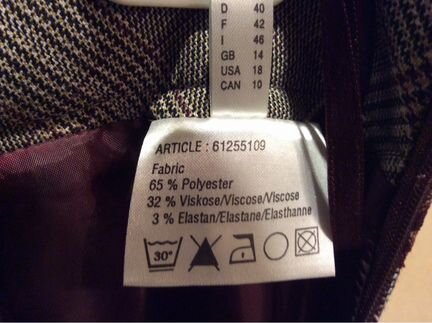 D 40
F 42
I 46
GB 14
USA 18
CAN 10
ARTICLE : 61255109
Fabric
65 % Polyester
32 % Viskose/Viscose/Viscose
3 % Elastan/Elastane/Elasthanne
30°